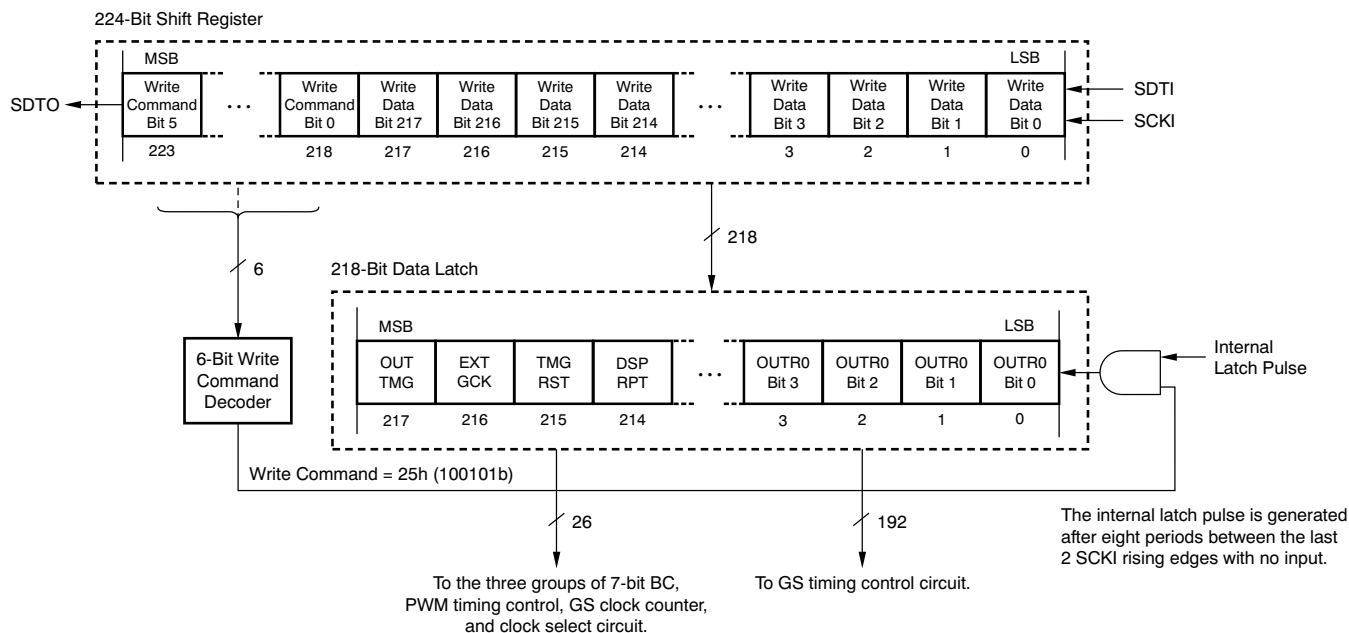 224-Bit Shift Register
MSB
LSB
SDTO
Write Command Bit 5
...
Write Command Bit 0
Write Data Bit 217
Write Data Bit 216
Write Data Bit 215
Write Data Bit 214
...
Write Data Bit 3
Write Data Bit 2
Write Data Bit 1
Write Data Bit 0
SDTI
SCKI
223
218
217
216
215
214
3
2
1
0
218
6
218-Bit Data Latch
MSB
LSB
6-Bit Write
Command
Decoder
OUT TMG
EXT GCK
TMG RST
DSP RPT
...
OUTR0 Bit 3
OUTR0 Bit 2
OUTR0 Bit 1
OUTR0 Bit 0
Internal
Latch Pulse
217
216
215
214
3
2
1
0
Write Command = 25h (100101b)
26
192
The internal latch pulse is generated
after eight periods between the last
2 SCKI rising edges with no input.
To the three groups of 7-bit BC,
PWM timing control, GS clock counter,
and clock select circuit.
To GS timing control circuit.